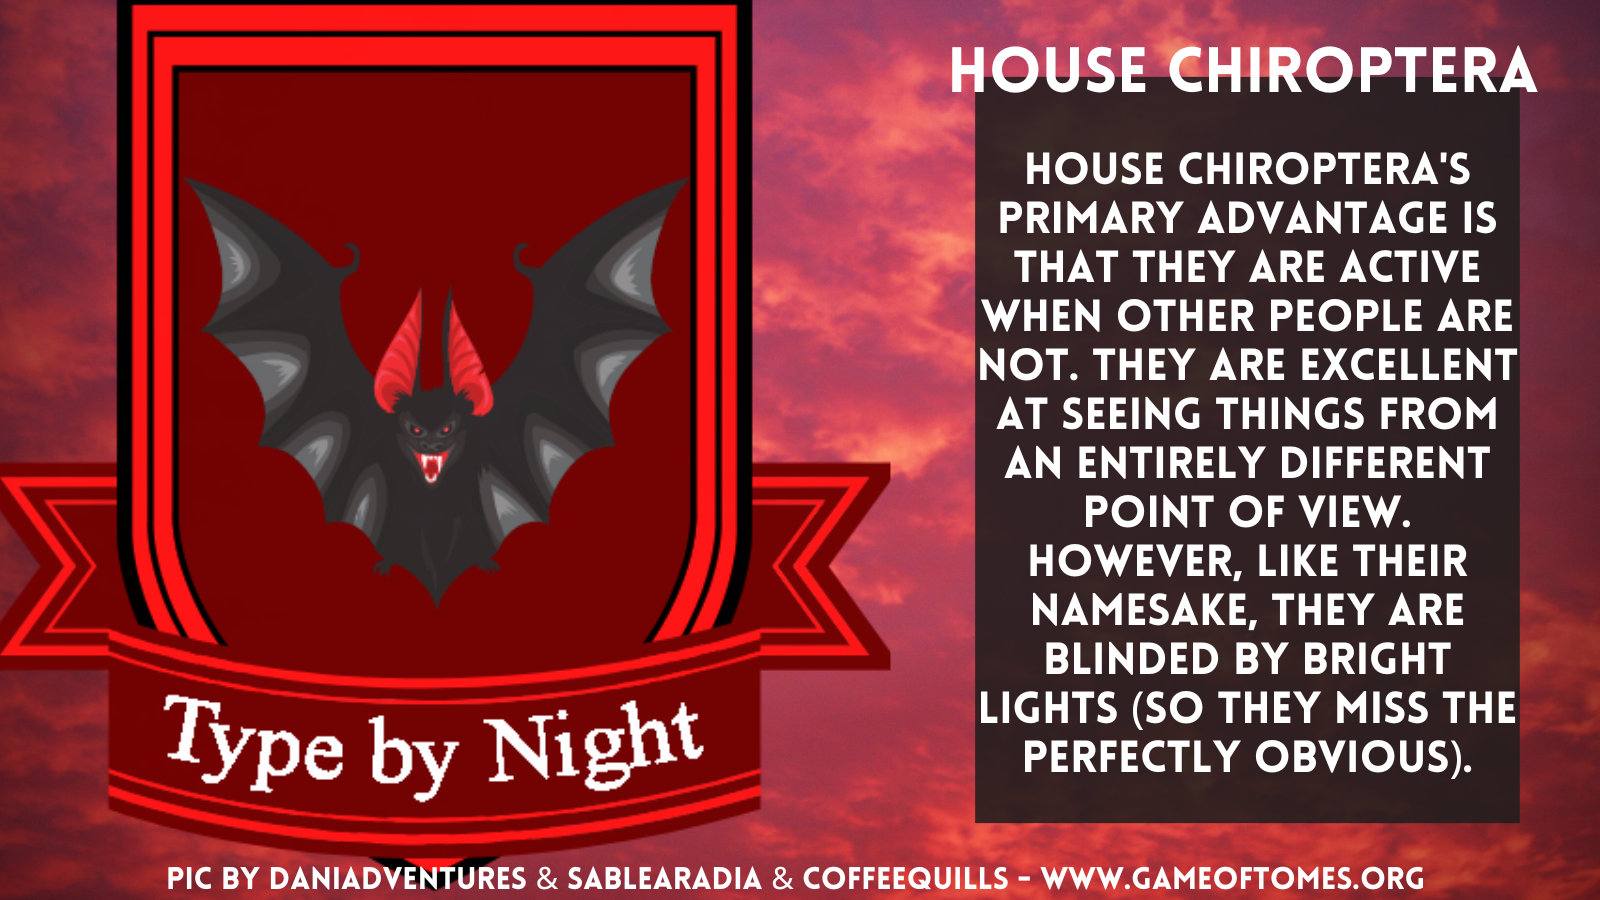 HOUSE CHIROPTERA
HOUSE CHIROPTERA'S
PRIMARY ADVANTAGE IS
THAT THEY ARE ACTIVE
WHEN OTHER PEOPLE ARE
NOT. THEY ARE EXCELLENT
AT SEEING THINGS FROM
AN ENTIRELY DIFFERENT
POINT OF VIEW.
HOWEVER, LIKE THEIR
NAMESAKE, THEY ARE
BLINDED BY BRIGHT
LIGHTS (SO THEY MISS THE
PERFECTLY OBVIOUS).
Type by Night
PIC BY DANIADVENTURES & SABLEARADIA & COFFEEQUILLS - WWW.GAMEOFTOMES.ORG